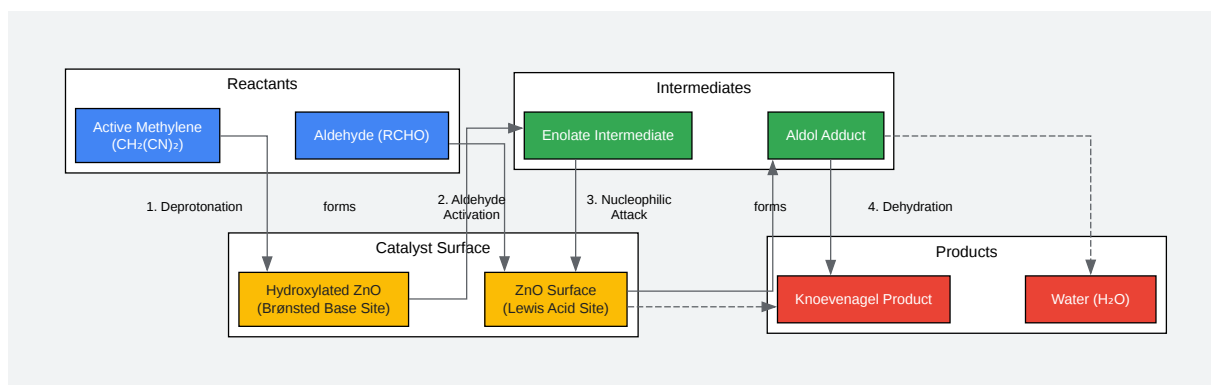 Reactants
Intermediates
Active Methylene
(CH₂(CN)₂)
Aldehyde (RCHO)
Enolate Intermediate
Aldol Adduct
1. Deprotonation
forms
2. Aldehyde
Activation
3. Nucleophilic
Attack
forms
4. Dehydration
Catalyst Surface
Products
Hydroxylated ZnO
(Brønsted Base Site)
ZnO Surface
(Lewis Acid Site)
Knoevenagel Product
Water (H₂O)